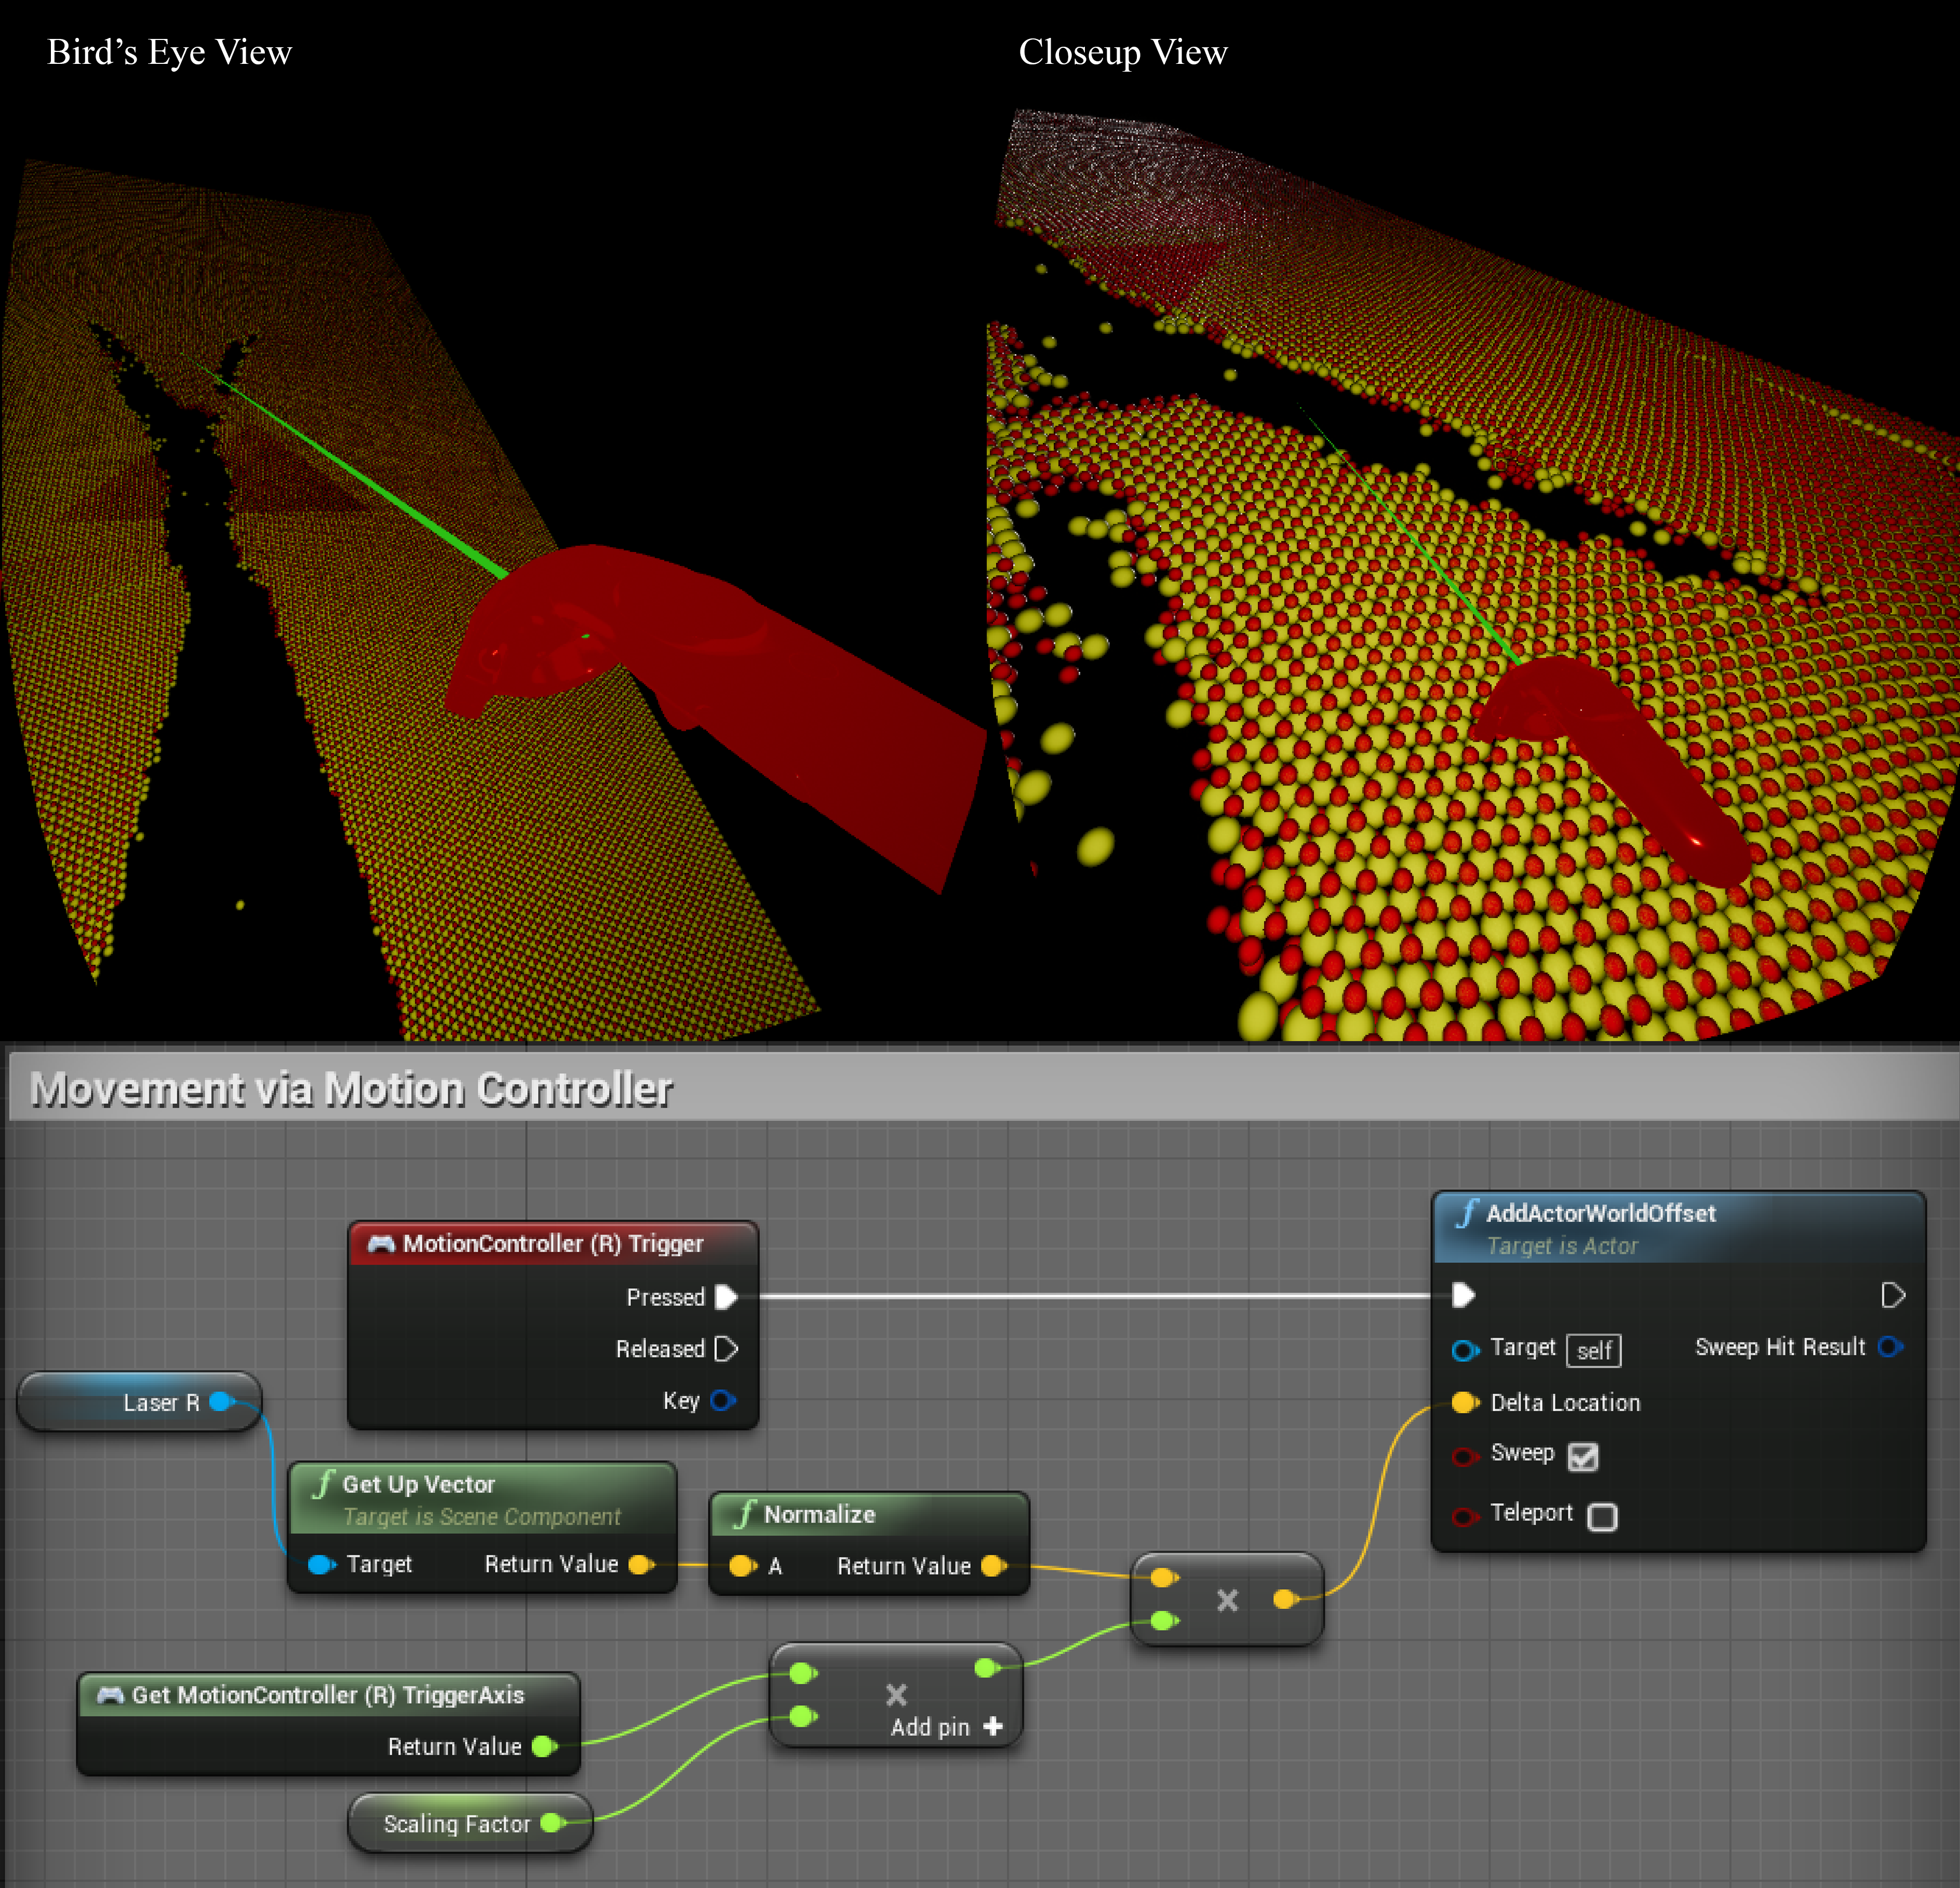 Bird’s Eye View
Closeup View
Movement via Motion Controller
MotionController (R) Trigger
Pressed
Released
Key
Laser R
Get Up Vector
Target is Scene Component
Target Return Value
Normalize
A Return Value
Get MotionController (R) TriggerAxis
Return Value
Scaling Factor
Add pin
AddActorWorldOffset
Target is Actor
Target self Sweep Hit Result
Delta Location
Sweep
Teleport